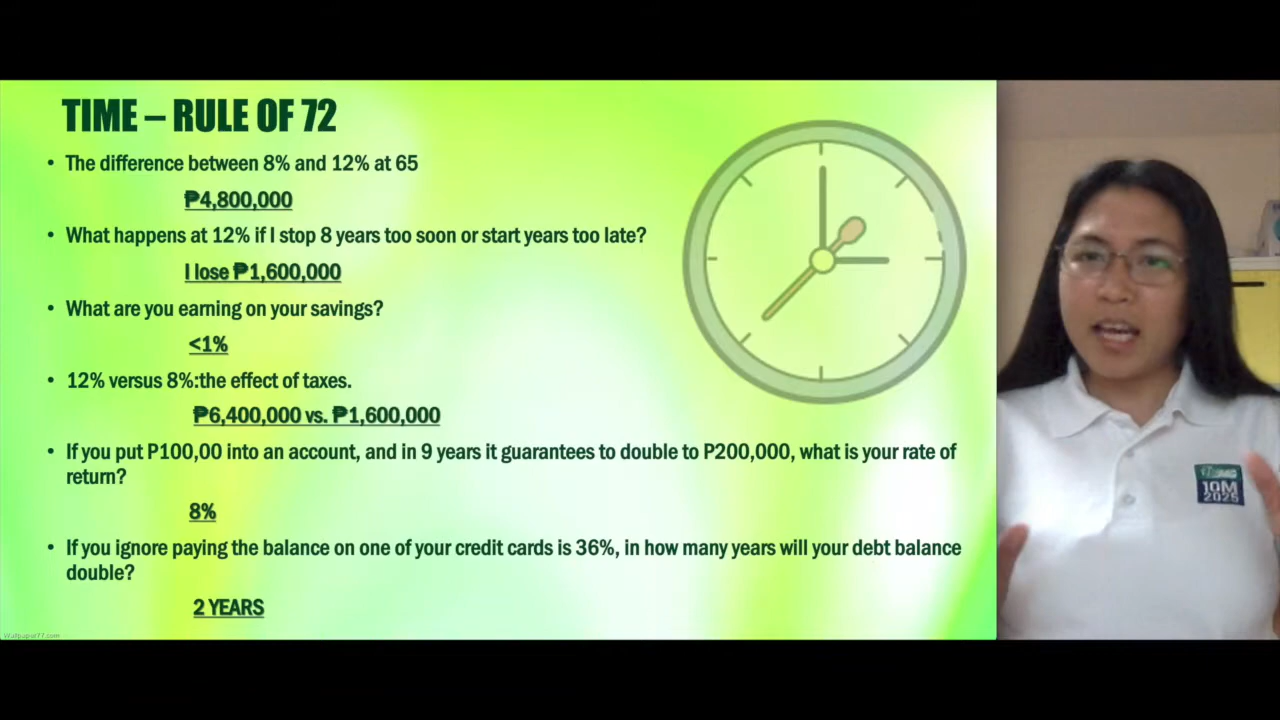 TIME – RULE OF 72
• The difference between 8% and 12% at 65
₱4,800,000
• What happens at 12% if I stop 8 years too soon or start years too late?
I lose ₱1,600,000
• What are you earning on your savings?
<1%
• 12% versus 8%:the effect of taxes.
₱6,400,000 vs. ₱1,600,000
• If you put P100,00 into an account, and in 9 years it guarantees to double to P200,000, what is your rate of
return?
8%
• If you ignore paying the balance on one of your credit cards is 36%, in how many years will your debt balance
double?
2 YEARS
Wallpaper77.com
10M
2025